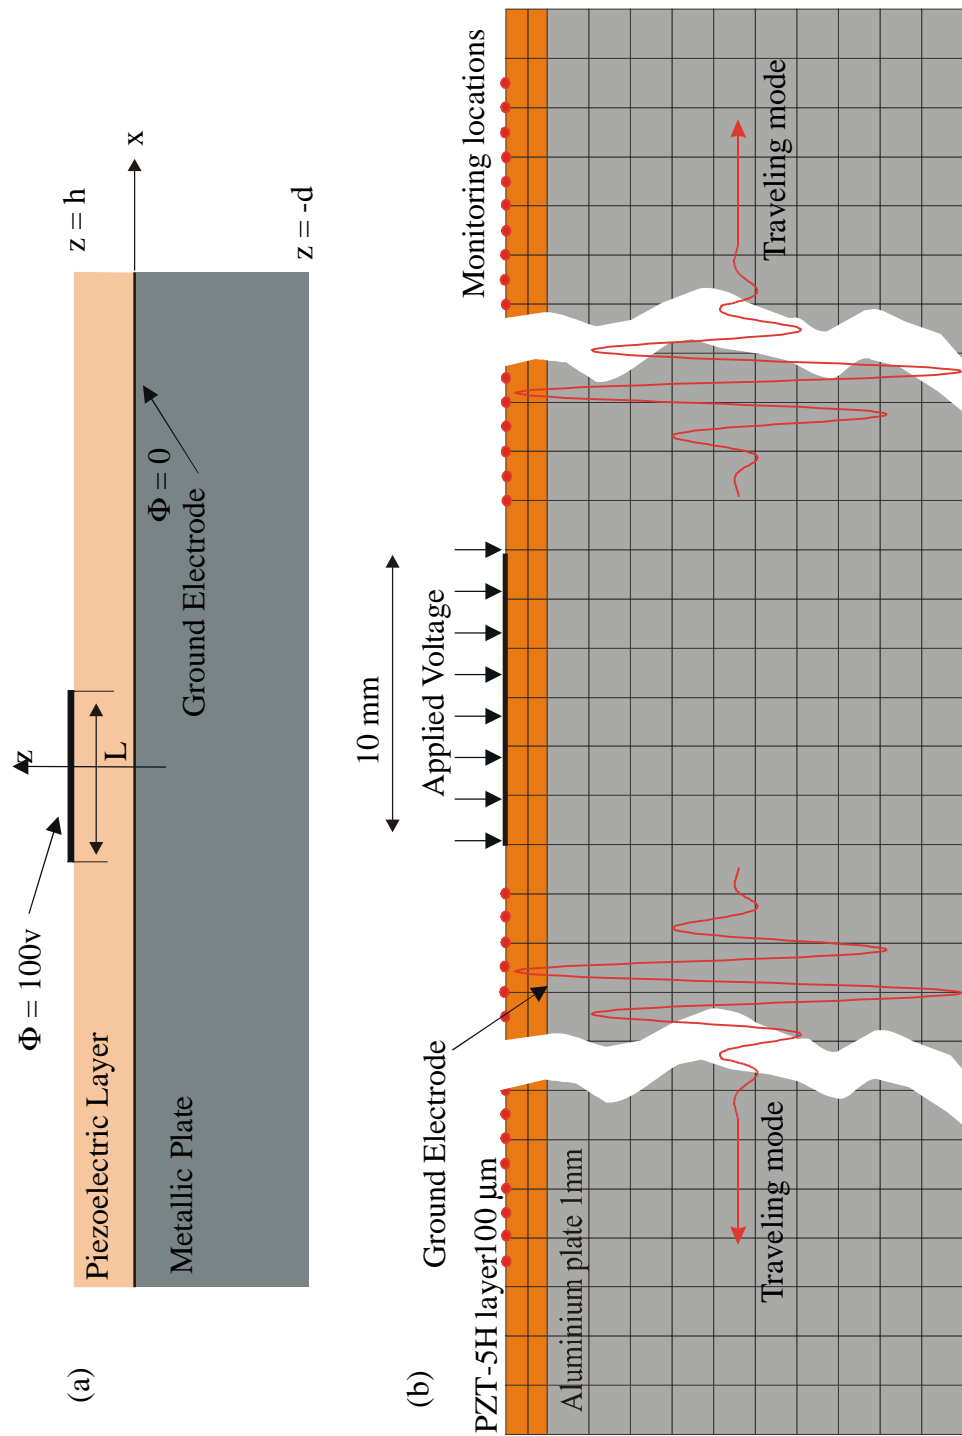 (a)
z
Φ = 100v
L
Piezoelectric Layer
z = h
x
Φ = 0
Metallic Plate
Ground Electrode
z = -d
(b)
10 mm
Ground Electrode
Applied Voltage
Monitoring locations
PZT-5H layer100 μm
Aluminium plate 1mm
Traveling mode
Traveling mode